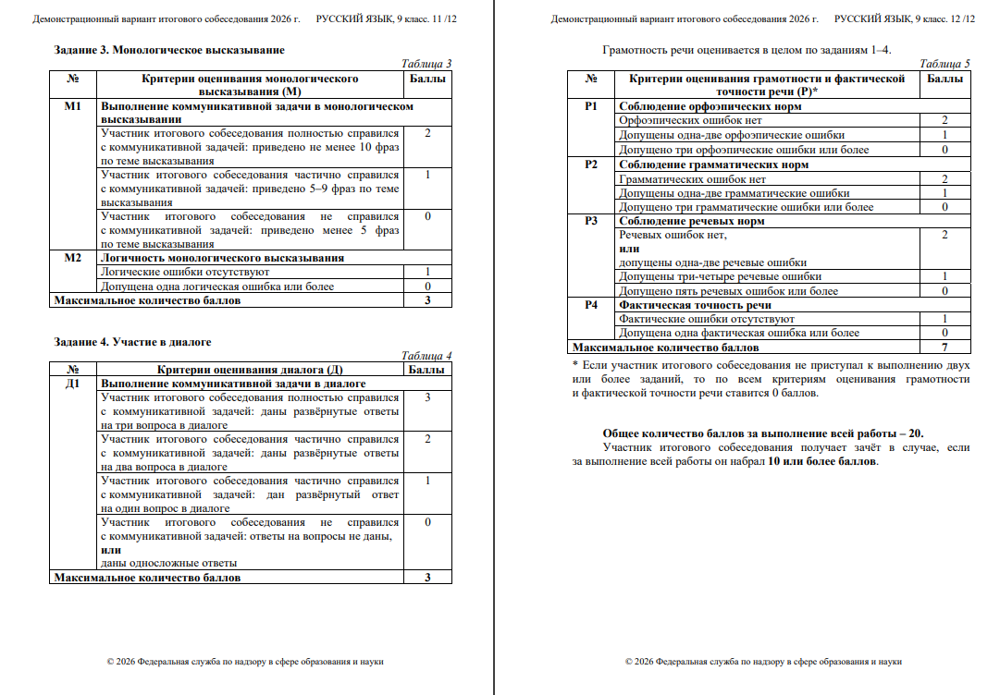 Демонстрационный вариант итогового собеседования 2026 г. РУССКИЙ ЯЗЫК, 9 класс. 11 /12
Задание 3. Монологическое высказывание
Таблица 3
№ Критерии оценивания монологического Баллы
высказывания (М)
М1 Выполнение коммуникативной задачи в монологическом
высказывании
Участник итогового собеседования полностью справился 2
с коммуникативной задачей: приведено не менее 10 фраз
по теме высказывания
Участник итогового собеседования частично справился 1
с коммуникативной задачей: приведено 5–9 фраз по теме
высказывания
Участник итогового собеседования не справился 0
с коммуникативной задачей: приведено менее 5 фраз
по теме высказывания
М2 Логичность монологического высказывания
Логические ошибки отсутствуют 1
Допущена одна логическая ошибка или более 0
Максимальное количество баллов 3
Задание 4. Участие в диалоге
Таблица 4
№ Критерии оценивания диалога (Д) Баллы
Д1 Выполнение коммуникативной задачи в диалоге
Участник итогового собеседования полностью справился 3
с коммуникативной задачей: даны развёрнутые ответы
на три вопроса в диалоге
Участник итогового собеседования частично справился 2
с коммуникативной задачей: даны развёрнутые ответы
на два вопроса в диалоге
Участник итогового собеседования частично справился 1
с коммуникативной задачей: дан развёрнутый ответ
на один вопрос в диалоге
Участник итогового собеседования не справился 0
с коммуникативной задачей: ответы на вопросы не даны,
или
даны односложные ответы
Максимальное количество баллов 3
© 2026 Федеральная служба по надзору в сфере образования и науки
Демонстрационный вариант итогового собеседования 2026 г. РУССКИЙ ЯЗЫК, 9 класс. 12 /12
Грамотность речи оценивается в целом по заданиям 1–4.
Таблица 5
№ Критерии оценивания грамотности и фактической Баллы
точности речи (Р)*
Р1 Соблюдение орфоэпических норм
Орфоэпических ошибок нет 2
Допущены одна-две орфоэпические ошибки 1
Допущено три орфоэпические ошибки или более 0
Р2 Соблюдение грамматических норм
Грамматических ошибок нет 2
Допущены одна-две грамматические ошибки 1
Допущено три грамматические ошибки или более 0
Р3 Соблюдение речевых норм
Речевых ошибок нет, 2
или
допущены одна-две речевые ошибки
Допущены три-четыре речевые ошибки 1
Допущено пять речевых ошибок или более 0
Р4 Фактическая точность речи
Фактические ошибки отсутствуют 1
Допущена одна фактическая ошибка или более 0
Максимальное количество баллов 7
* Если участник итогового собеседования не приступал к выполнению двух
или более заданий, то по всем критериям оценивания грамотности
и фактической точности речи ставится 0 баллов.
Общее количество баллов за выполнение всей работы – 20.
Участник итогового собеседования получает зачёт в случае, если
за выполнение всей работы он набрал 10 или более баллов.
© 2026 Федеральная служба по надзору в сфере образования и науки